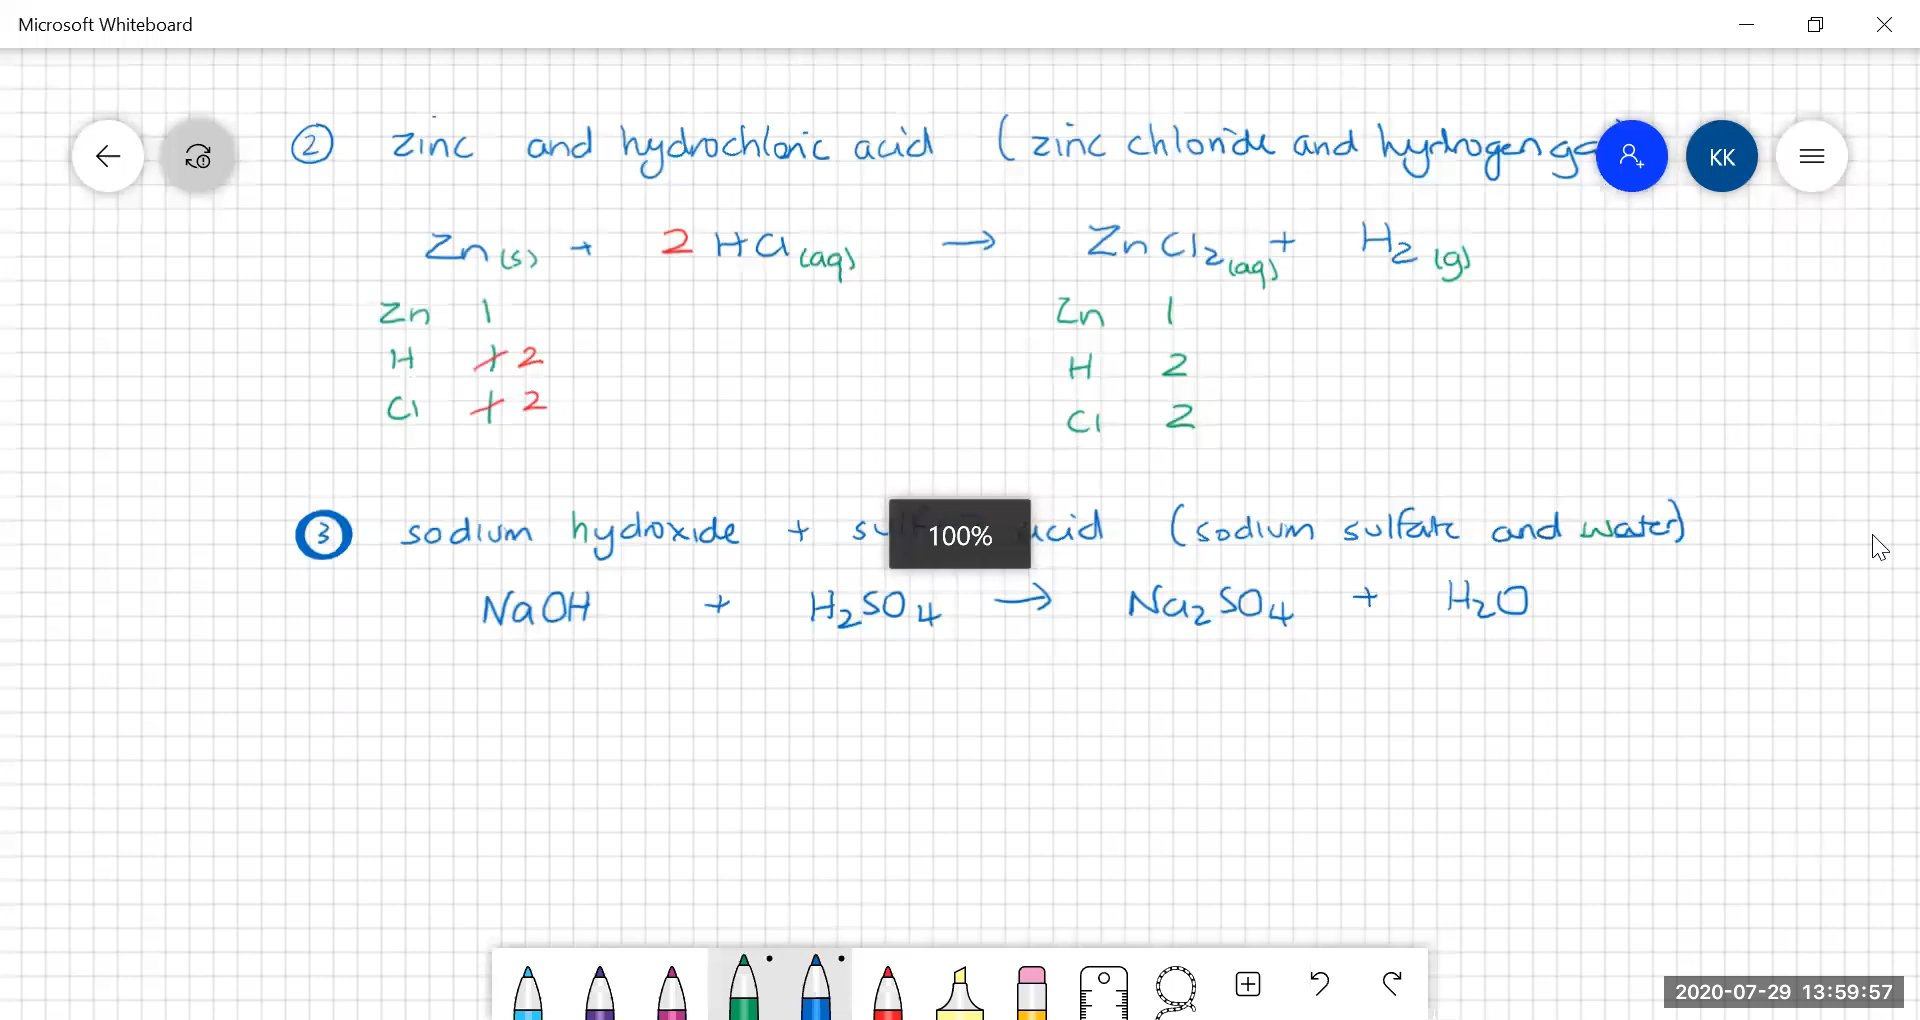 Microsoft Whiteboard
② zinc and hydrochloric acid (zinc chloride and hydrogen
KK
Zn(s) + 2 HCl(aq) → ZnCl₂(aq) + H₂(g)
Zn 1 Zn 1
H 1 2 H 2
Cl 1 2 Cl 2
③ sodium hydroxide + acid (sodium sulfate and water)
100%
NaOH + H₂SO₄ → Na₂SO₄ + H₂O
2020-07-29 13:59:57